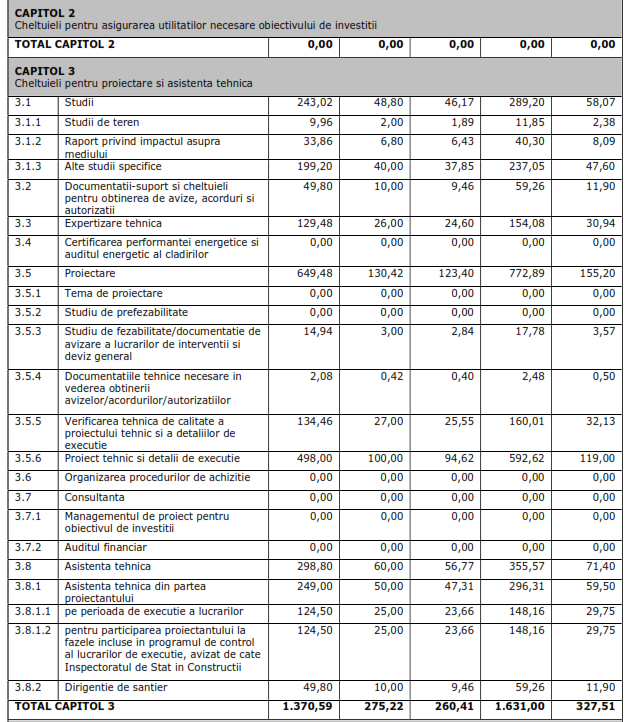 CAPITOL 2
Cheltuieli pentru asigurarea utilitatilor necesare obiectivului de investitii
TOTAL CAPITOL 2 0,00 0,00 0,00 0,00 0,00
CAPITOL 3
Cheltuieli pentru proiectare si asistenta tehnica
3.1 Studii 243,02 48,80 46,17 289,20 58,07
3.1.1 Studii de teren 9,96 2,00 1,89 11,85 2,38
3.1.2 Raport privind impactul asupra 33,86 6,80 6,43 40,30 8,09
mediului
3.1.3 Alte studii specifice 199,20 40,00 37,85 237,05 47,60
3.2 Documentatii-suport si cheltuieli 49,80 10,00 9,46 59,26 11,90
pentru obtinerea de avize, acorduri si
autorizatii
3.3 Expertizare tehnica 129,48 26,00 24,60 154,08 30,94
3.4 Certificarea performantei energetice si 0,00 0,00 0,00 0,00 0,00
auditul energetic al cladirilor
3.5 Proiectare 649,48 130,42 123,40 772,89 155,20
3.5.1 Tema de proiectare 0,00 0,00 0,00 0,00 0,00
3.5.2 Studiu de prefezabilitate 0,00 0,00 0,00 0,00 0,00
3.5.3 Studiu de fezabilitate/documentatie de 14,94 3,00 2,84 17,78 3,57
avizare a lucrarilor de interventii si
deviz general
3.5.4 Documentatiile tehnice necesare in 2,08 0,42 0,40 2,48 0,50
vederea obtinerii
avizelor/acordurilor/autorizatiilor
3.5.5 Verificarea tehnica de calitate a 134,46 27,00 25,55 160,01 32,13
proiectului tehnic si a detaliilor de
executie
3.5.6 Proiect tehnic si detalii de executie 498,00 100,00 94,62 592,62 119,00
3.6 Organizarea procedurilor de achizitie 0,00 0,00 0,00 0,00 0,00
3.7 Consultanta 0,00 0,00 0,00 0,00 0,00
3.7.1 Managementul de proiect pentru 0,00 0,00 0,00 0,00 0,00
obiectivul de investitii
3.7.2 Auditul financiar 0,00 0,00 0,00 0,00 0,00
3.8 Asistenta tehnica 298,80 60,00 56,77 355,57 71,40
3.8.1 Asistenta tehnica din partea 249,00 50,00 47,31 296,31 59,50
proiectantului
3.8.1.1 pe perioada de executie a lucrarilor 124,50 25,00 23,66 148,16 29,75
3.8.1.2 pentru participarea proiectantului la 124,50 25,00 23,66 148,16 29,75
fazele incluse in programul de control
al lucrarilor de executie, avizat de cate
Inspectoratul de Stat in Constructii
3.8.2 Dirigentie de santier 49,80 10,00 9,46 59,26 11,90
TOTAL CAPITOL 3 1.370,59 275,22 260,41 1.631,00 327,51